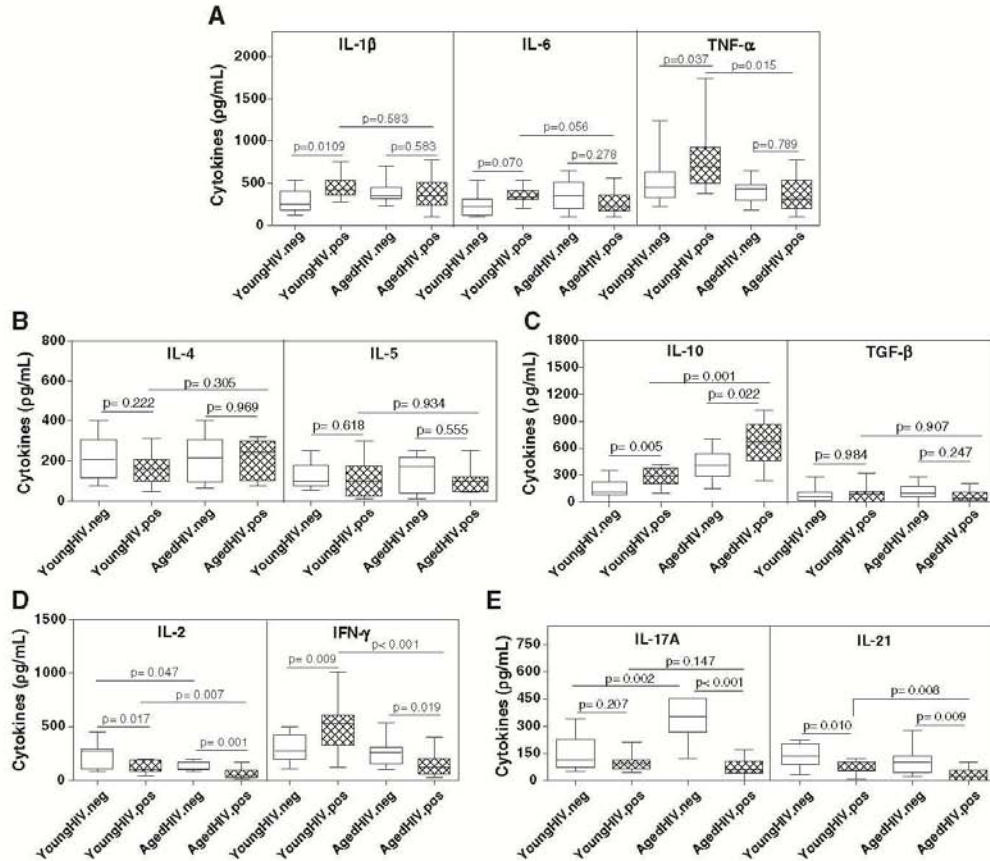 A
IL-1β IL-6 TNF-α
Cytokines (ρg/mL)
2000
1500
1000
500
0
p=0.0109
p=0.583
p=0.583
p=0.070
p=0.056
p=0.278
p=0.037
p=0.015
p=0.789
YoungHIV.neg
YoungHIV.pos
AgedHIV.neg
AgedHIV.pos
YoungHIV.neg
YoungHIV.pos
AgedHIV.neg
AgedHIV.pos
YoungHIV.neg
YoungHIV.pos
AgedHIV.neg
AgedHIV.pos
B
IL-4 IL-5
Cytokines (ρg/mL)
800
600
400
200
0
p= 0.222
p= 0.305
p= 0.969
p= 0.618
p= 0.934
p= 0.555
YoungHIV.neg
YoungHIV.pos
AgedHIV.neg
AgedHIV.pos
YoungHIV.neg
YoungHIV.pos
AgedHIV.neg
AgedHIV.pos
C
IL-10 TGF-β
Cytokines (ρg/mL)
1800
1500
1200
900
600
300
0
p= 0.005
p= 0.001
p= 0.022
p= 0.984
p= 0.907
p= 0.247
YoungHIV.neg
YoungHIV.pos
AgedHIV.neg
AgedHIV.pos
YoungHIV.neg
YoungHIV.pos
AgedHIV.neg
AgedHIV.pos
D
IL-2 IFN-γ
Cytokines (ρg/mL)
1500
1000
500
0
p= 0.047
p= 0.007
p= 0.017
p= 0.001
p= 0.009
p< 0.001
p= 0.019
YoungHIV.neg
YoungHIV.pos
AgedHIV.neg
AgedHIV.pos
YoungHIV.neg
YoungHIV.pos
AgedHIV.neg
AgedHIV.pos
E
IL-17A IL-21
Cytokines (ρg/mL)
750
600
450
300
150
0
p= 0.147
p= 0.002
p< 0.001
p= 0.207
p= 0.008
p= 0.010
p= 0.009
YoungHIV.neg
YoungHIV.pos
AgedHIV.neg
AgedHIV.pos
YoungHIV.neg
YoungHIV.pos
AgedHIV.neg
AgedHIV.pos